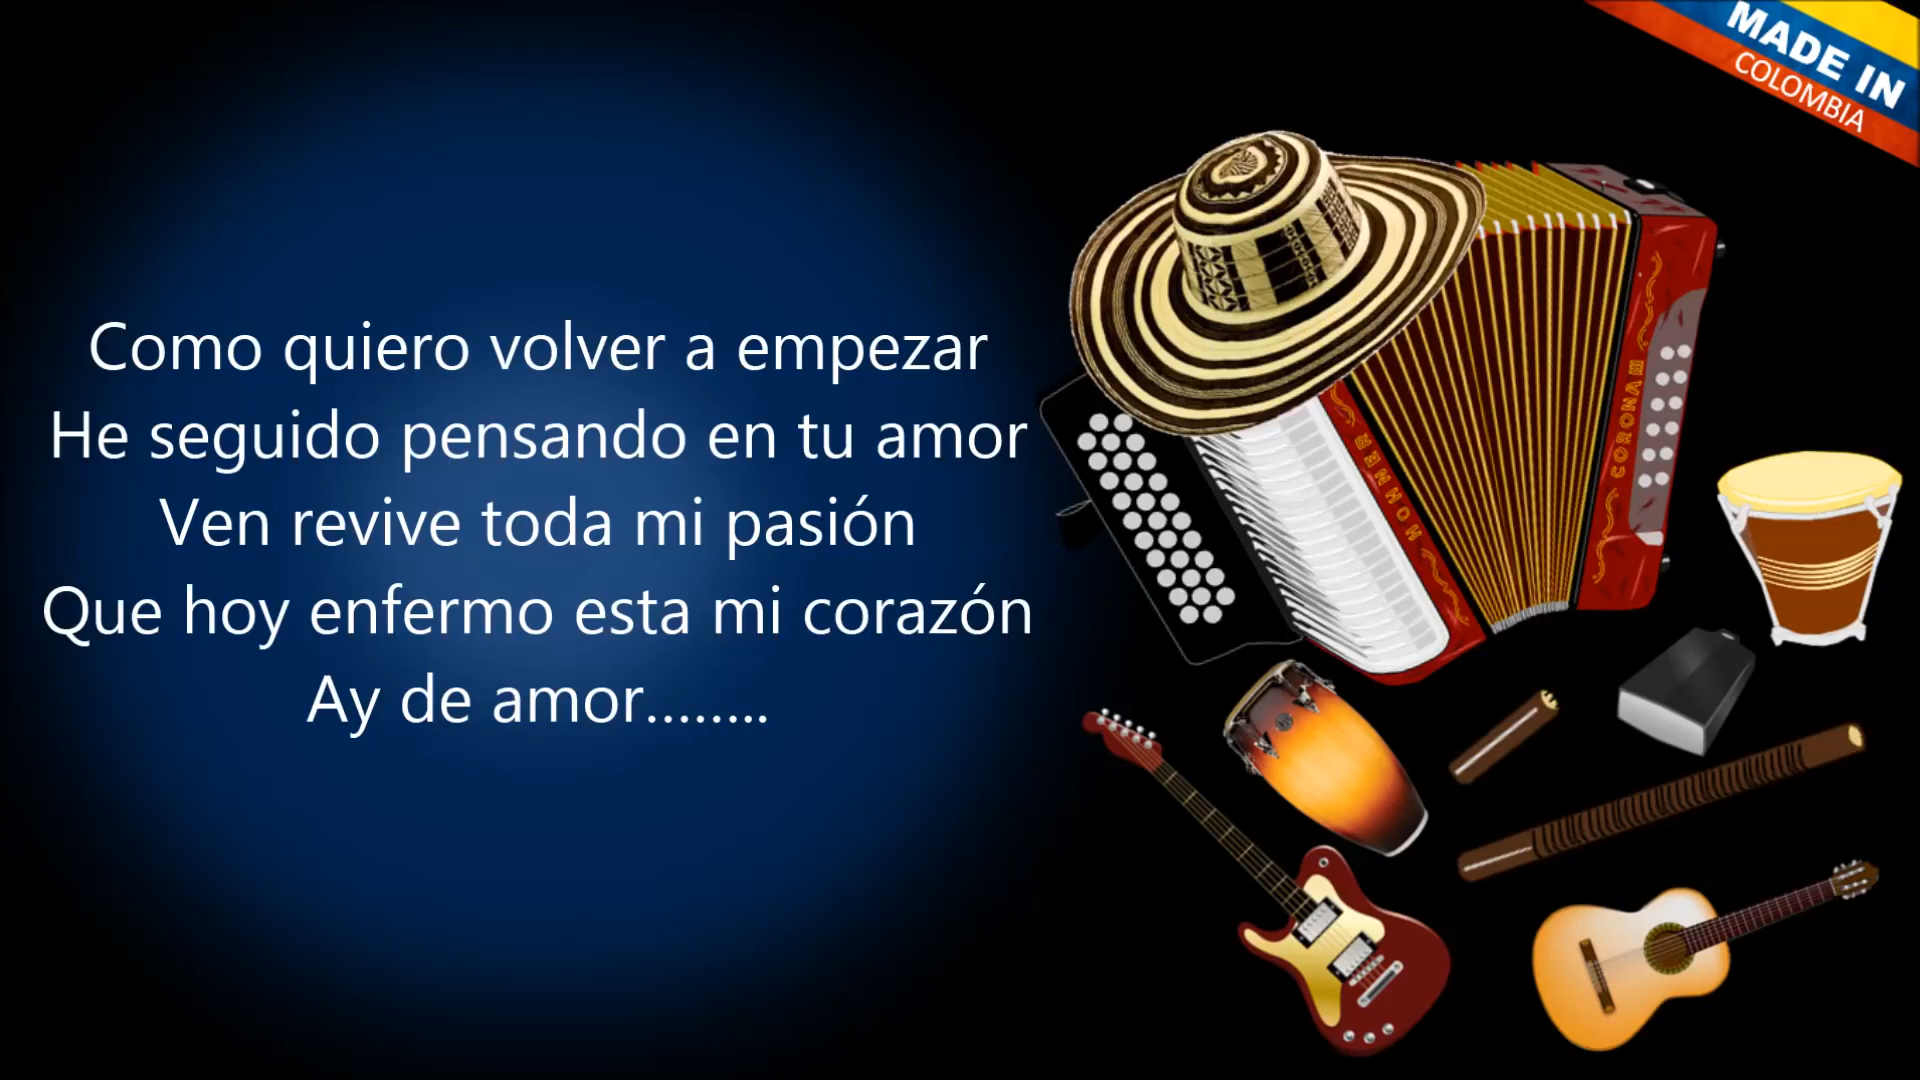 MADE IN
COLOMBIA
Como quiero volver a empezar
He seguido pensando en tu amor
Ven revive toda mi pasión
Que hoy enfermo esta mi corazón
Ay de amor........
HOHNER
CORONA III